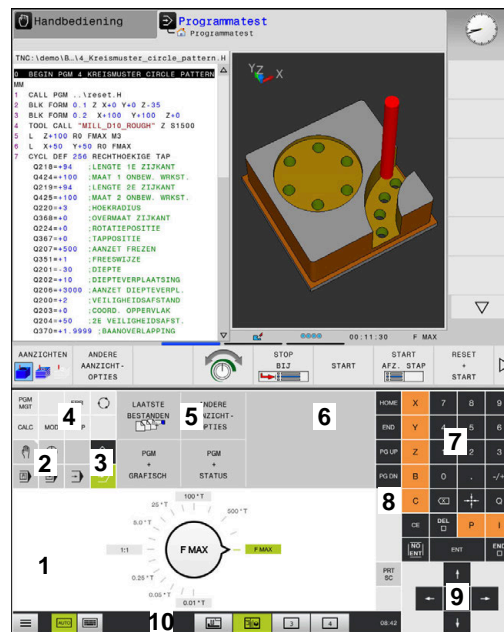 Handbediening
Programmatest
Programmatest
TNC:\demo\B…\4_Kreismuster_circle_pattern.H
0 BEGIN PGM 4_KREISMUSTER_CIRCLE_PATTERN
MM
1 CALL PGM ..\reset.H
2 BLK FORM 0.1 Z X+0 Y+0 Z-35
3 BLK FORM 0.2 X+100 Y+100 Z+0
4 TOOL CALL "MILL_D10_ROUGH" Z S1500
5 L Z+100 R0 FMAX M3
6 L X+50 Y+50 R0 FMAX
7 CYCL DEF 256 RECHTHOEKIGE TAP
Q218=+94 ;LENGTE 1E ZIJKANT
Q424=+100 ;MAAT 1 ONBEW. WRKST.
Q219=+94 ;LENGTE 2E ZIJKANT
Q425=+100 ;MAAT 2 ONBEW. WRKST.
Q220=+3 ;HOEKRADIUS
Q368=+0 ;OVERMAAT ZIJKANT
Q224=+0 ;ROTATIEPOSITIE
Q367=+0 ;TAPPOSITIE
Q207=+500 ;AANZET FREZEN
Q351=+1 ;FREESWIJZE
Q201=-30 ;DIEPTE
Q202=+10 ;DIEPTEVERPLAATSING
Q206=+3000 ;AANZET DIEPTEVERPL.
Q200=+2 ;VEILIGHEIDSAFSTAND
Q203=+0 ;COORD. OPPERVLAK
Q204=+50 ;2E VEILIGHEIDSAFST.
Q370=+1.9999 ;BAANOVERLAPPING
Y Z X
00:11:30 F MAX
AANZICHTEN
ANDERE
AANZICHT-
OPTIES
STOP
BIJ
START
START
AFZ. STAP
RESET
+
START
PGM
MGT
CALC
4
2
3
LAATSTE
BESTANDEN
5
PGM
+
GRAFISCH
PGM
+
STATUS
6
HOME X 7 8 9
END Y 5 6
7
PG UP Z 2 3
PG DN B 0 . -/+
8
C Q
CE DEL P I
NO
ENT
ENT
END
PRT
SC
9
1
100 °T
25 °T
500 °T
5.0 °T
1:1
F MAX
F MAX
0.25 °T
0.05 °T
0.01 °T
AUTO
10
3
4
08:42